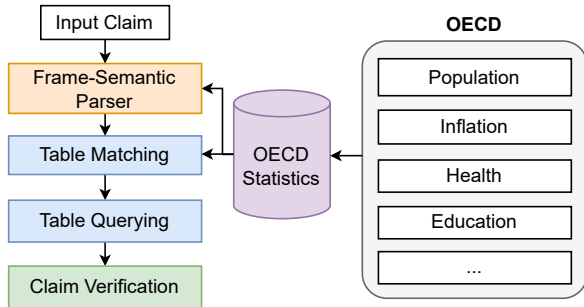 Input Claim
Frame-Semantic
Parser
Table Matching
Table Querying
Claim Verification
OECD
Statistics
OECD
Population
Inflation
Health
Education
...